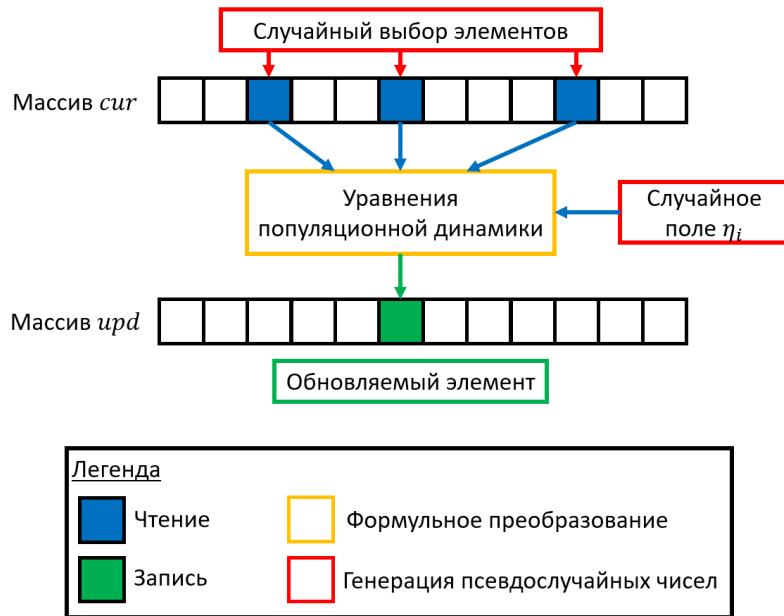 Случайный выбор элементов
Массив cur
Уравнения
популяционной динамики
Случайное
поле ηᵢ
Массив upd
Обновляемый элемент
Легенда
Чтение
Формульное преобразование
Запись
Генерация псевдослучайных чисел